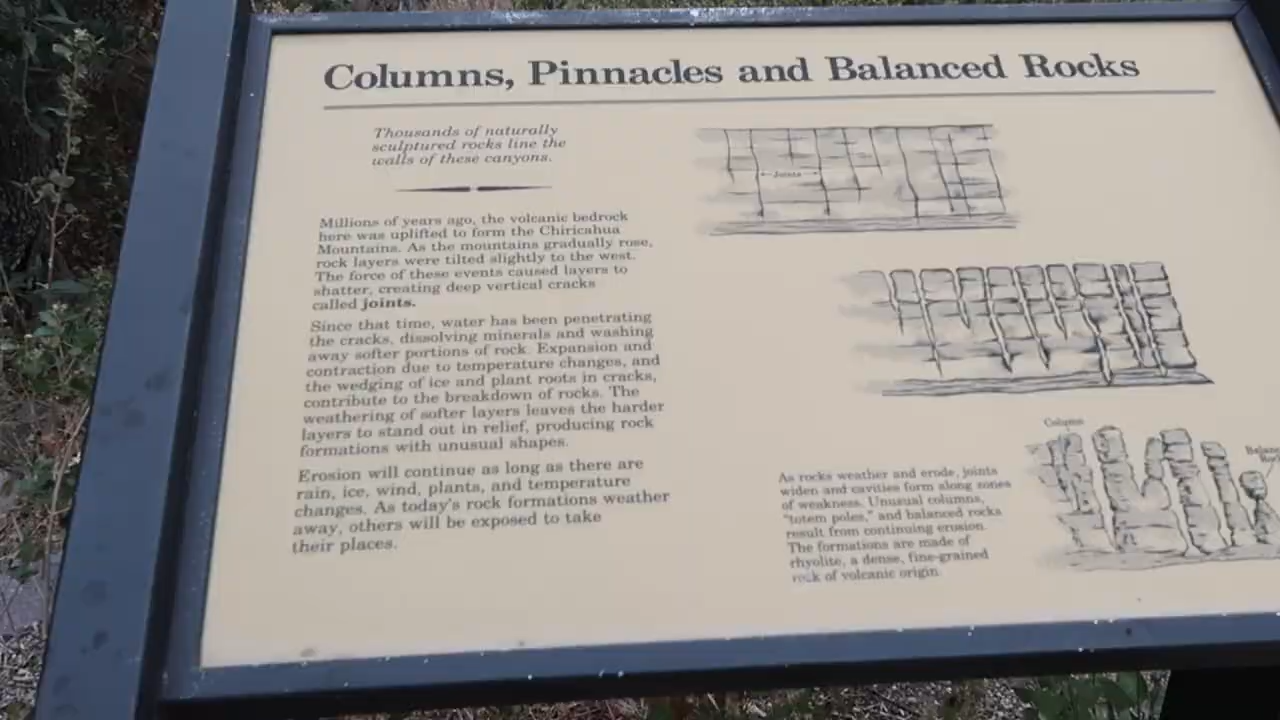 Columns, Pinnacles and Balanced Rocks
Thousands of naturally
sculptured rocks line the
walls of these canyons.
Millions of years ago, the volcanic bedrock
here was uplifted to form the Chiricahua
Mountains. As the mountains gradually rose,
rock layers were tilted slightly to the west.
The force of these events caused layers to
shatter, creating deep vertical cracks
called joints.
Since that time, water has been penetrating
the cracks, dissolving minerals and washing
away softer portions of rock. Expansion and
contraction due to temperature changes, and
the wedging of ice and plant roots in cracks,
contribute to the breakdown of rocks. The
weathering of softer layers leaves the harder
layers to stand out in relief, producing rock
formations with unusual shapes.
Erosion will continue as long as there are
rain, ice, wind, plants, and temperature
changes. As today's rock formations weather
away, others will be exposed to take
their places.
Joints
Column
As rocks weather and erode, joints
widen and cavities form along zones
of weakness. Unusual columns,
"totem poles," and balanced rocks
result from continuing erosion.
The formations are made of
rhyolite, a dense, fine-grained
rock of volcanic origin.